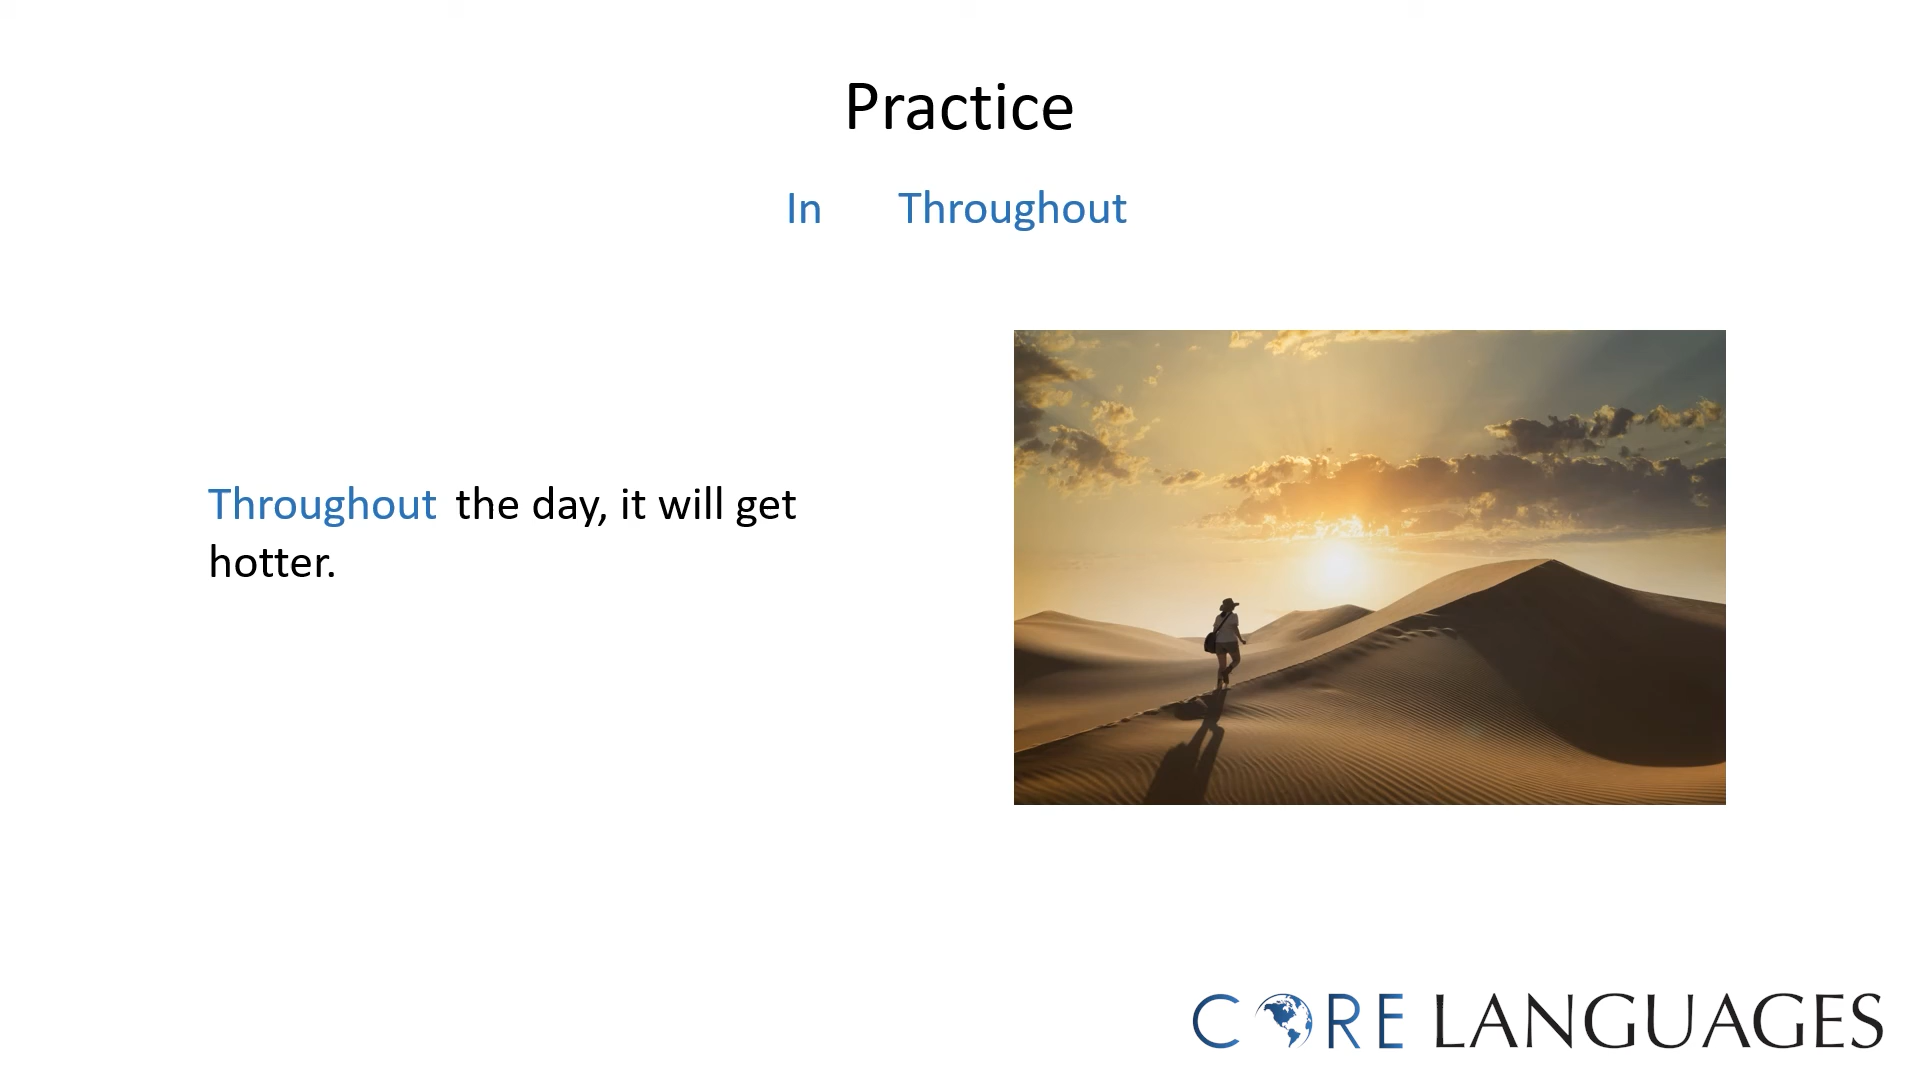 Practice
In Throughout
Throughout the day, it will get
hotter.
CORE LANGUAGES